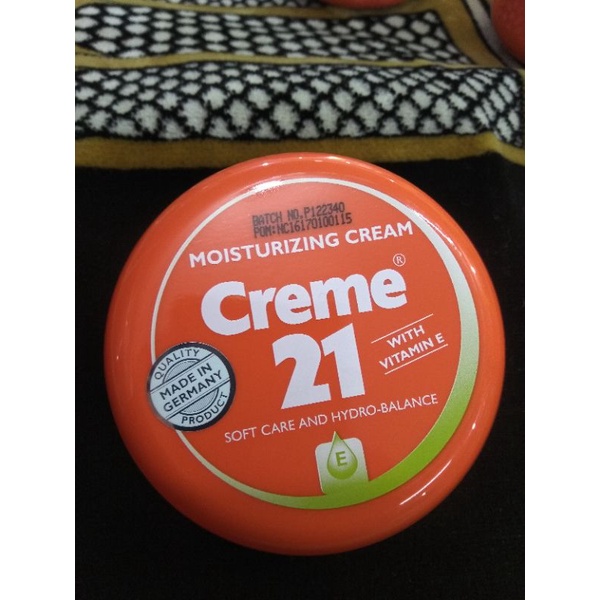 BATCH NO.P122340
POM:NC16170100115
MOISTURIZING CREAM
Creme®
21
WITH
VITAMIN E
QUALITY
MADE IN
GERMANY
PRODUCT
SOFT CARE AND HYDRO-BALANCE
E